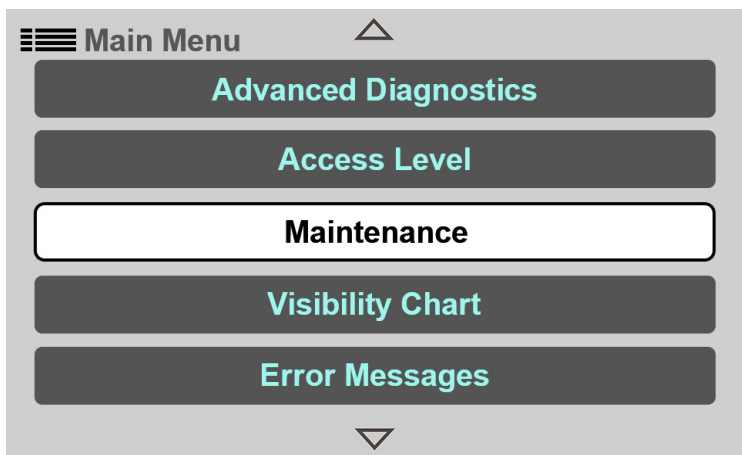 Main Menu
Advanced Diagnostics
Access Level
Maintenance
Visibility Chart
Error Messages